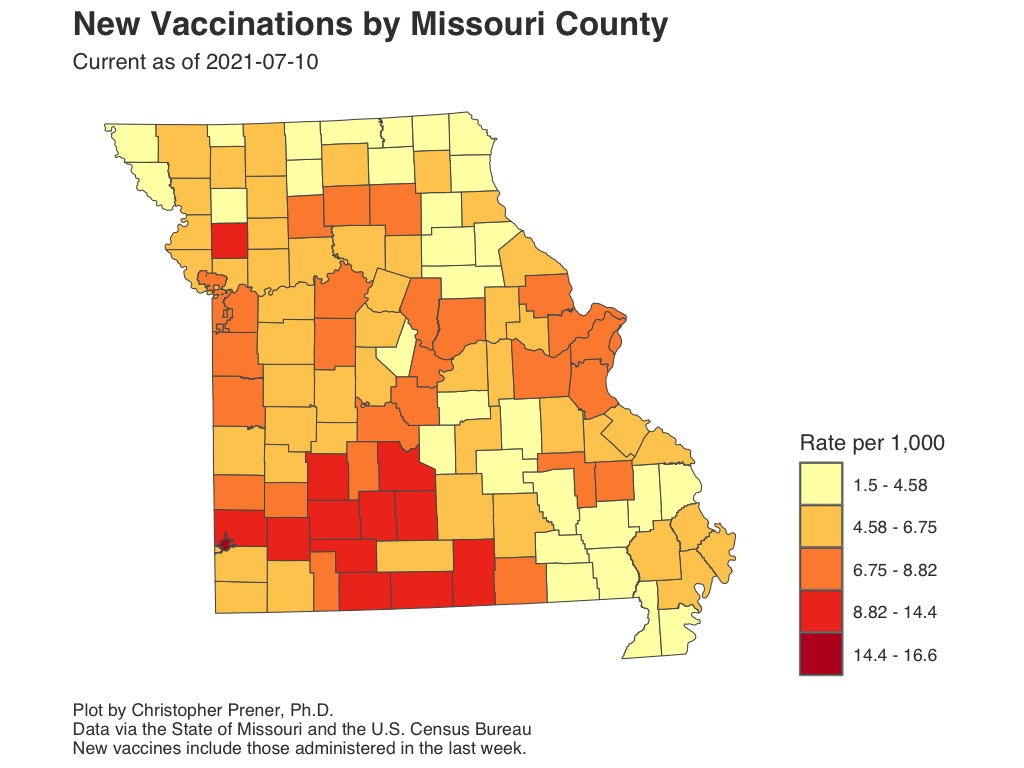 New Vaccinations by Missouri County
Current as of 2021-07-10
Rate per 1,000
1.5 - 4.58
4.58 - 6.75
6.75 - 8.82
8.82 - 14.4
14.4 - 16.6
Plot by Christopher Prener, Ph.D.
Data via the State of Missouri and the U.S. Census Bureau
New vaccines include those administered in the last week.